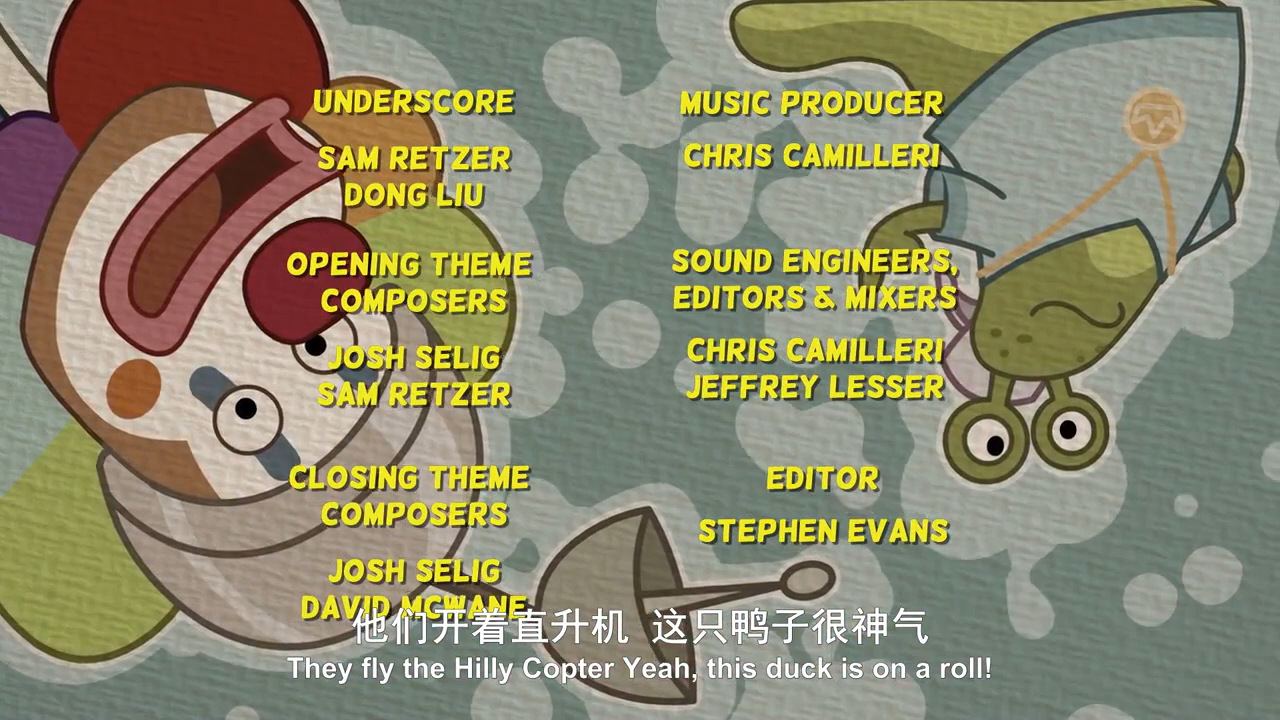 UNDERSCORE
SAM RETZER
DONG LIU
OPENING THEME
COMPOSERS
JOSH SELIG
SAM RETZER
CLOSING THEME
COMPOSERS
JOSH SELIG
DAVID MCWANE
MUSIC PRODUCER
CHRIS CAMILLERI
SOUND ENGINEERS,
EDITORS & MIXERS
CHRIS CAMILLERI
JEFFREY LESSER
EDITOR
STEPHEN EVANS
他们开着直升机 这只鸭子很神气
They fly the Hilly Copter Yeah, this duck is on a roll!